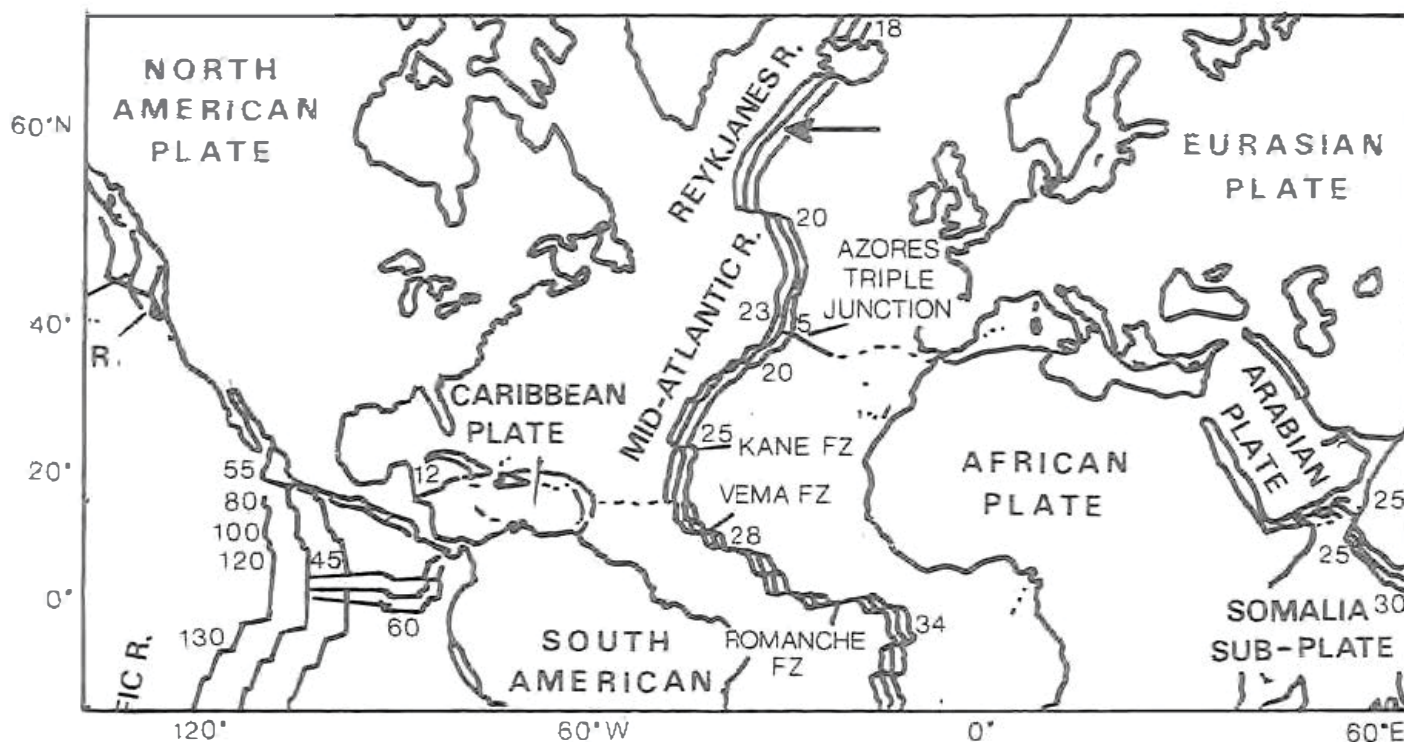 18
NORTH
AMERICAN
PLATE
60°N
REYKJANES R.
EURASIAN
PLATE
20
MID-ATLANTIC R.
AZORES
TRIPLE
JUNCTION
23
5
40°
R.
20
CARIBBEAN
PLATE
ARABIAN
PLATE
25
KANE FZ
AFRICAN
PLATE
20°
55
12
80
VEMA FZ
25
100
28
120
45
25
0°
60
34
30
SOMALIA
SUB-PLATE
130
ROMANCHE
FZ
SOUTH
AMERICAN
FIC R.
120°
60°W
0°
60°E